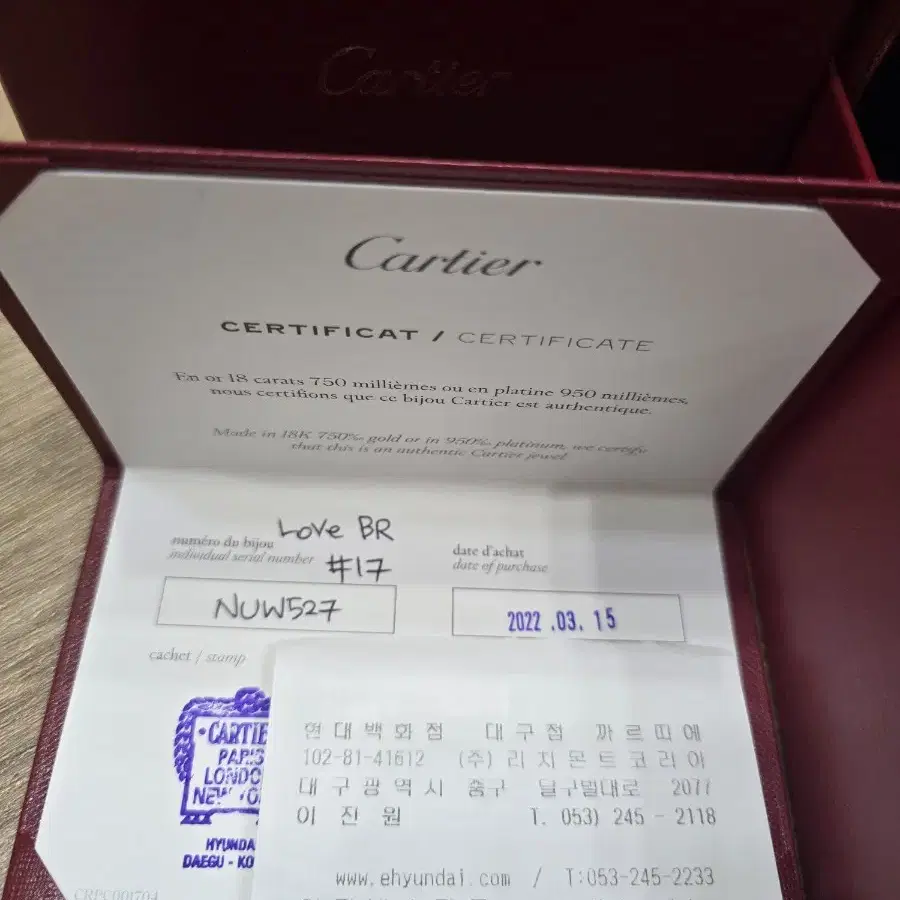 Cartier
Cartier
CERTIFICAT / CERTIFICATE
En or 18 carats 750 millièmes ou en platine 950 millièmes,
nous certifions que ce bijou Cartier est authentique.
Made in 18K 750‰ gold or in 950‰ platinum, we certify
that this is an authentic Cartier jewel
Love BR
numéro du bijou
individual serial number
#17
NUW527
date d'achat
date of purchase
2022.03.15
cachet / stamp
CARTIE
PARIS
LONDO
NEW YO
HYUNDA
DAEGU - KO
CRPC001704
현대백화점 대구점 까르띠에
102-81-41612 (주)리치몬트코리아
대구광역시 중구 달구벌대로 2077
이진원 T. 053) 245 - 2118
www.ehyundai.com / T:053-245-2233